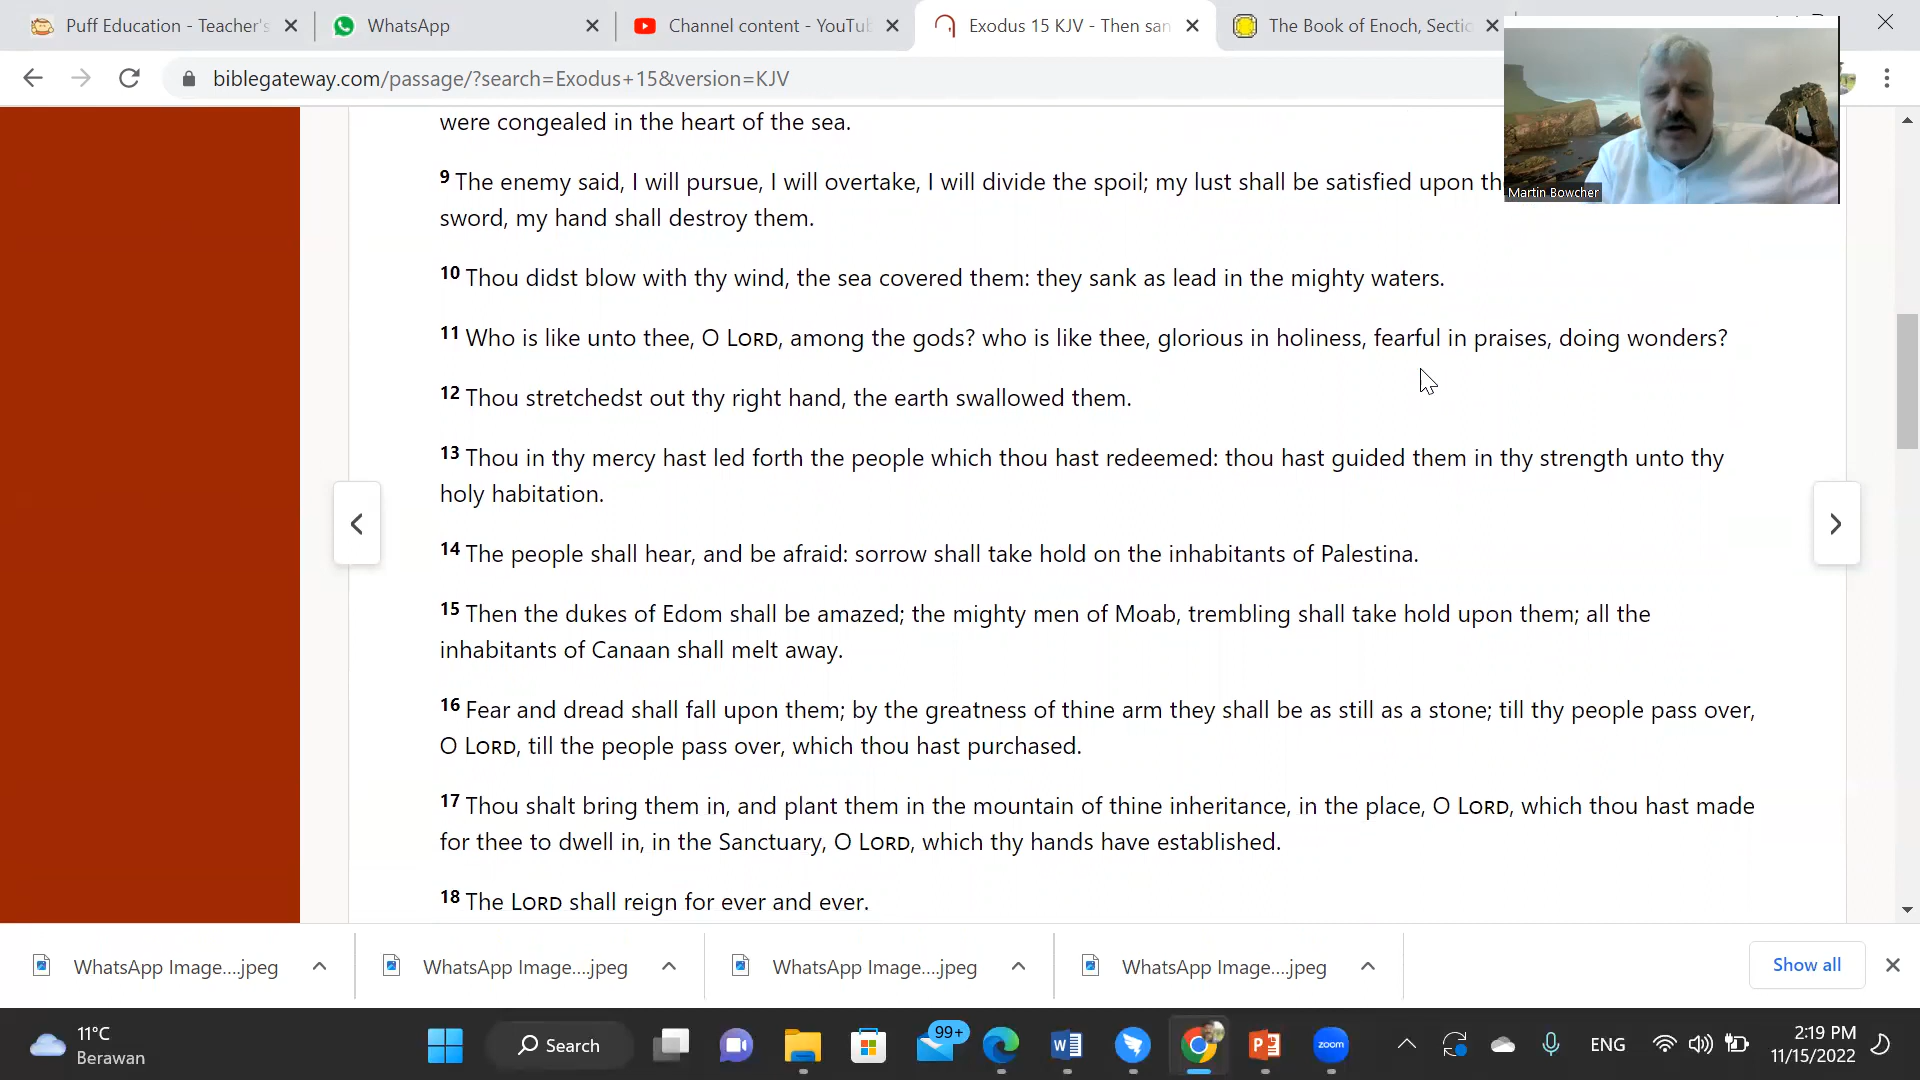 Puff Education - Teacher's
WhatsApp
Channel content - YouTu
Exodus 15 KJV - Then san
The Book of Enoch, Sectio
biblegateway.com/passage/?search=Exodus+15&version=KJV
Martin Bowcher
were congealed in the heart of the sea.
9 The enemy said, I will pursue, I will overtake, I will divide the spoil; my lust shall be satisfied upon th
sword, my hand shall destroy them.
10 Thou didst blow with thy wind, the sea covered them: they sank as lead in the mighty waters.
11 Who is like unto thee, O LORD, among the gods? who is like thee, glorious in holiness, fearful in praises, doing wonders?
12 Thou stretchedst out thy right hand, the earth swallowed them.
13 Thou in thy mercy hast led forth the people which thou hast redeemed: thou hast guided them in thy strength unto thy
holy habitation.
14 The people shall hear, and be afraid: sorrow shall take hold on the inhabitants of Palestina.
15 Then the dukes of Edom shall be amazed; the mighty men of Moab, trembling shall take hold upon them; all the
inhabitants of Canaan shall melt away.
16 Fear and dread shall fall upon them; by the greatness of thine arm they shall be as still as a stone; till thy people pass over,
O LORD, till the people pass over, which thou hast purchased.
17 Thou shalt bring them in, and plant them in the mountain of thine inheritance, in the place, O LORD, which thou hast made
for thee to dwell in, in the Sanctuary, O LORD, which thy hands have established.
18 The LORD shall reign for ever and ever.
WhatsApp Image....jpeg
WhatsApp Image....jpeg
WhatsApp Image....jpeg
WhatsApp Image....jpeg
Show all
11°C
Berawan
Search
99+
zoom
ENG
2:19 PM
11/15/2022